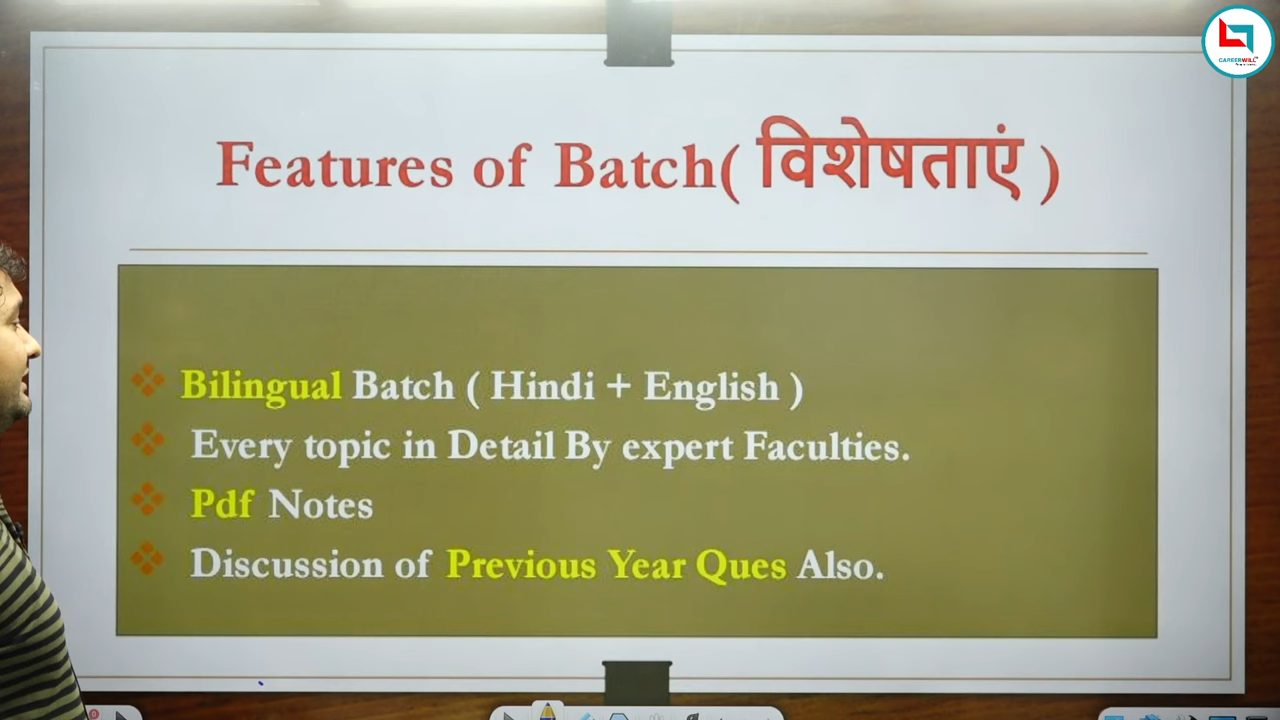 CAREERWILL
Features of Batch( विशेषताएं )
Bilingual Batch ( Hindi + English )
Every topic in Detail By expert Faculties.
Pdf Notes
Discussion of Previous Year Ques Also.